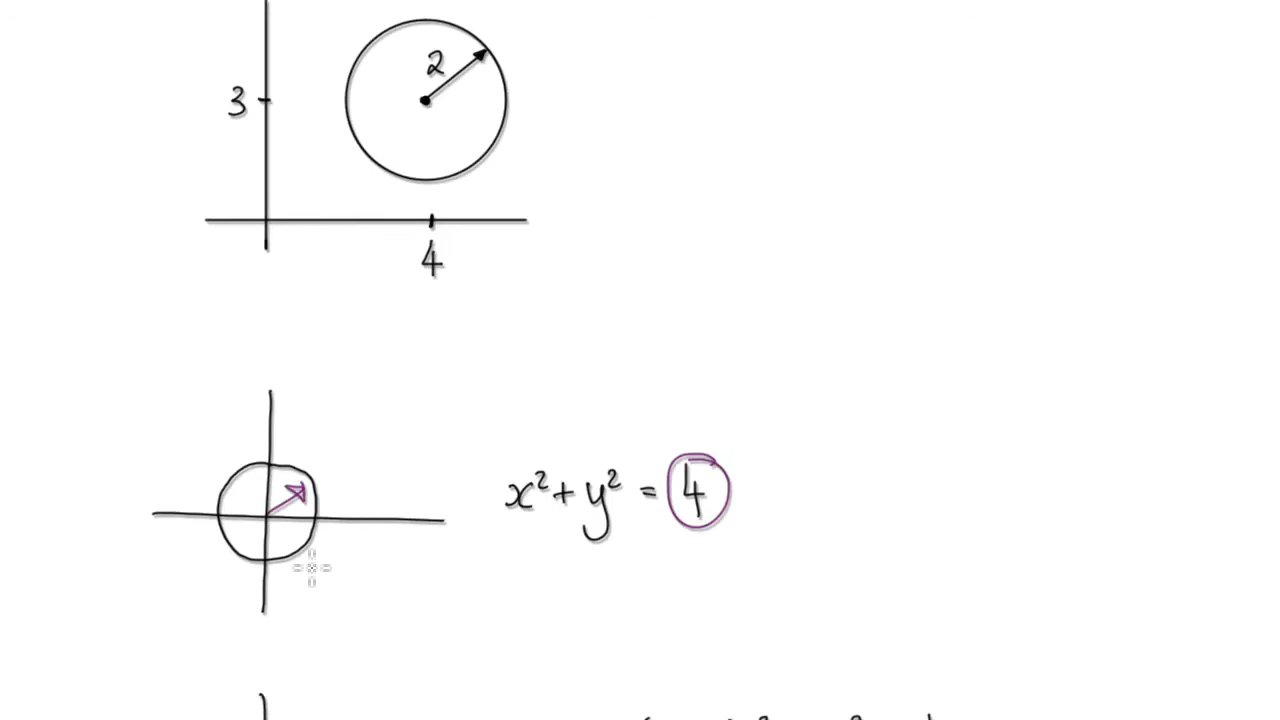 2
3
4
x² + y² = 4